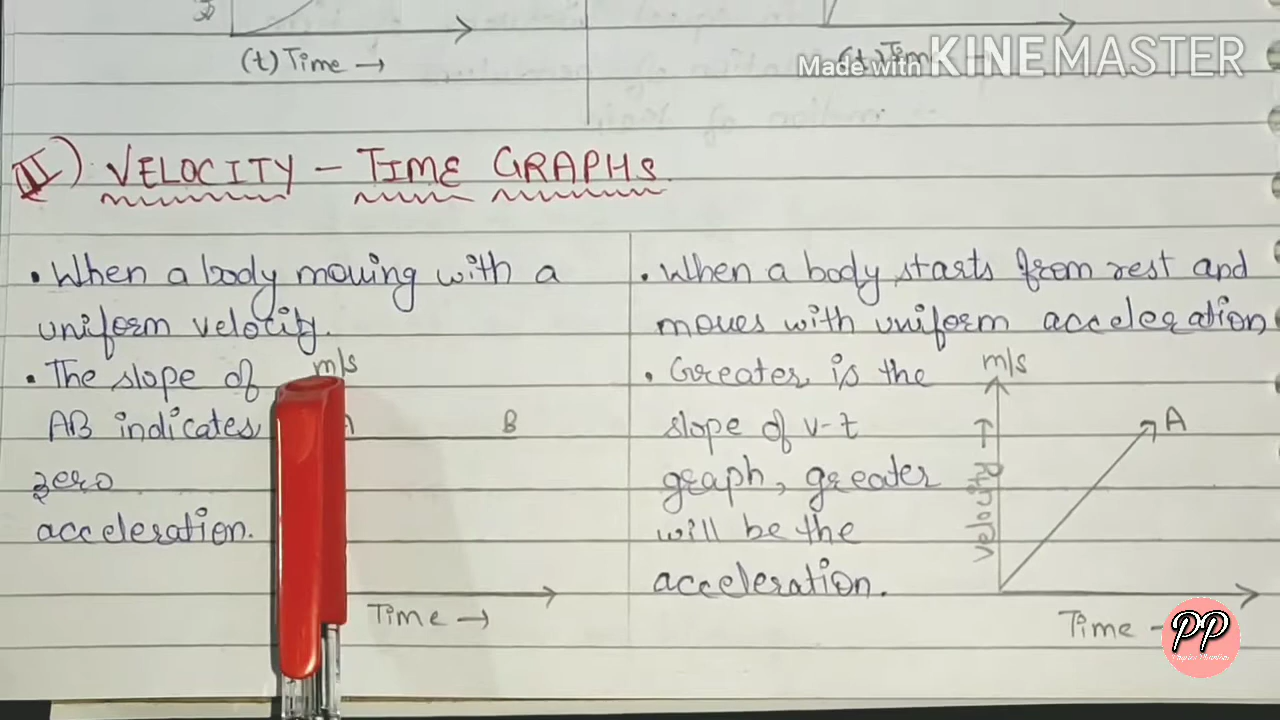 (t) Time →
(t) Time
Made with KINEMASTER
II) VELOCITY - TIME GRAPHS
• When a body moving with a
uniform velocity.
• The slope of
AB indicates
zero
acceleration.
m/s
A
B
Time →
• When a body starts from rest and
moves with uniform acceleration,
• Greater is the
slope of v-t
graph, greater
will be the
acceleration.
m/s
Velocity →
A
Time -
PP